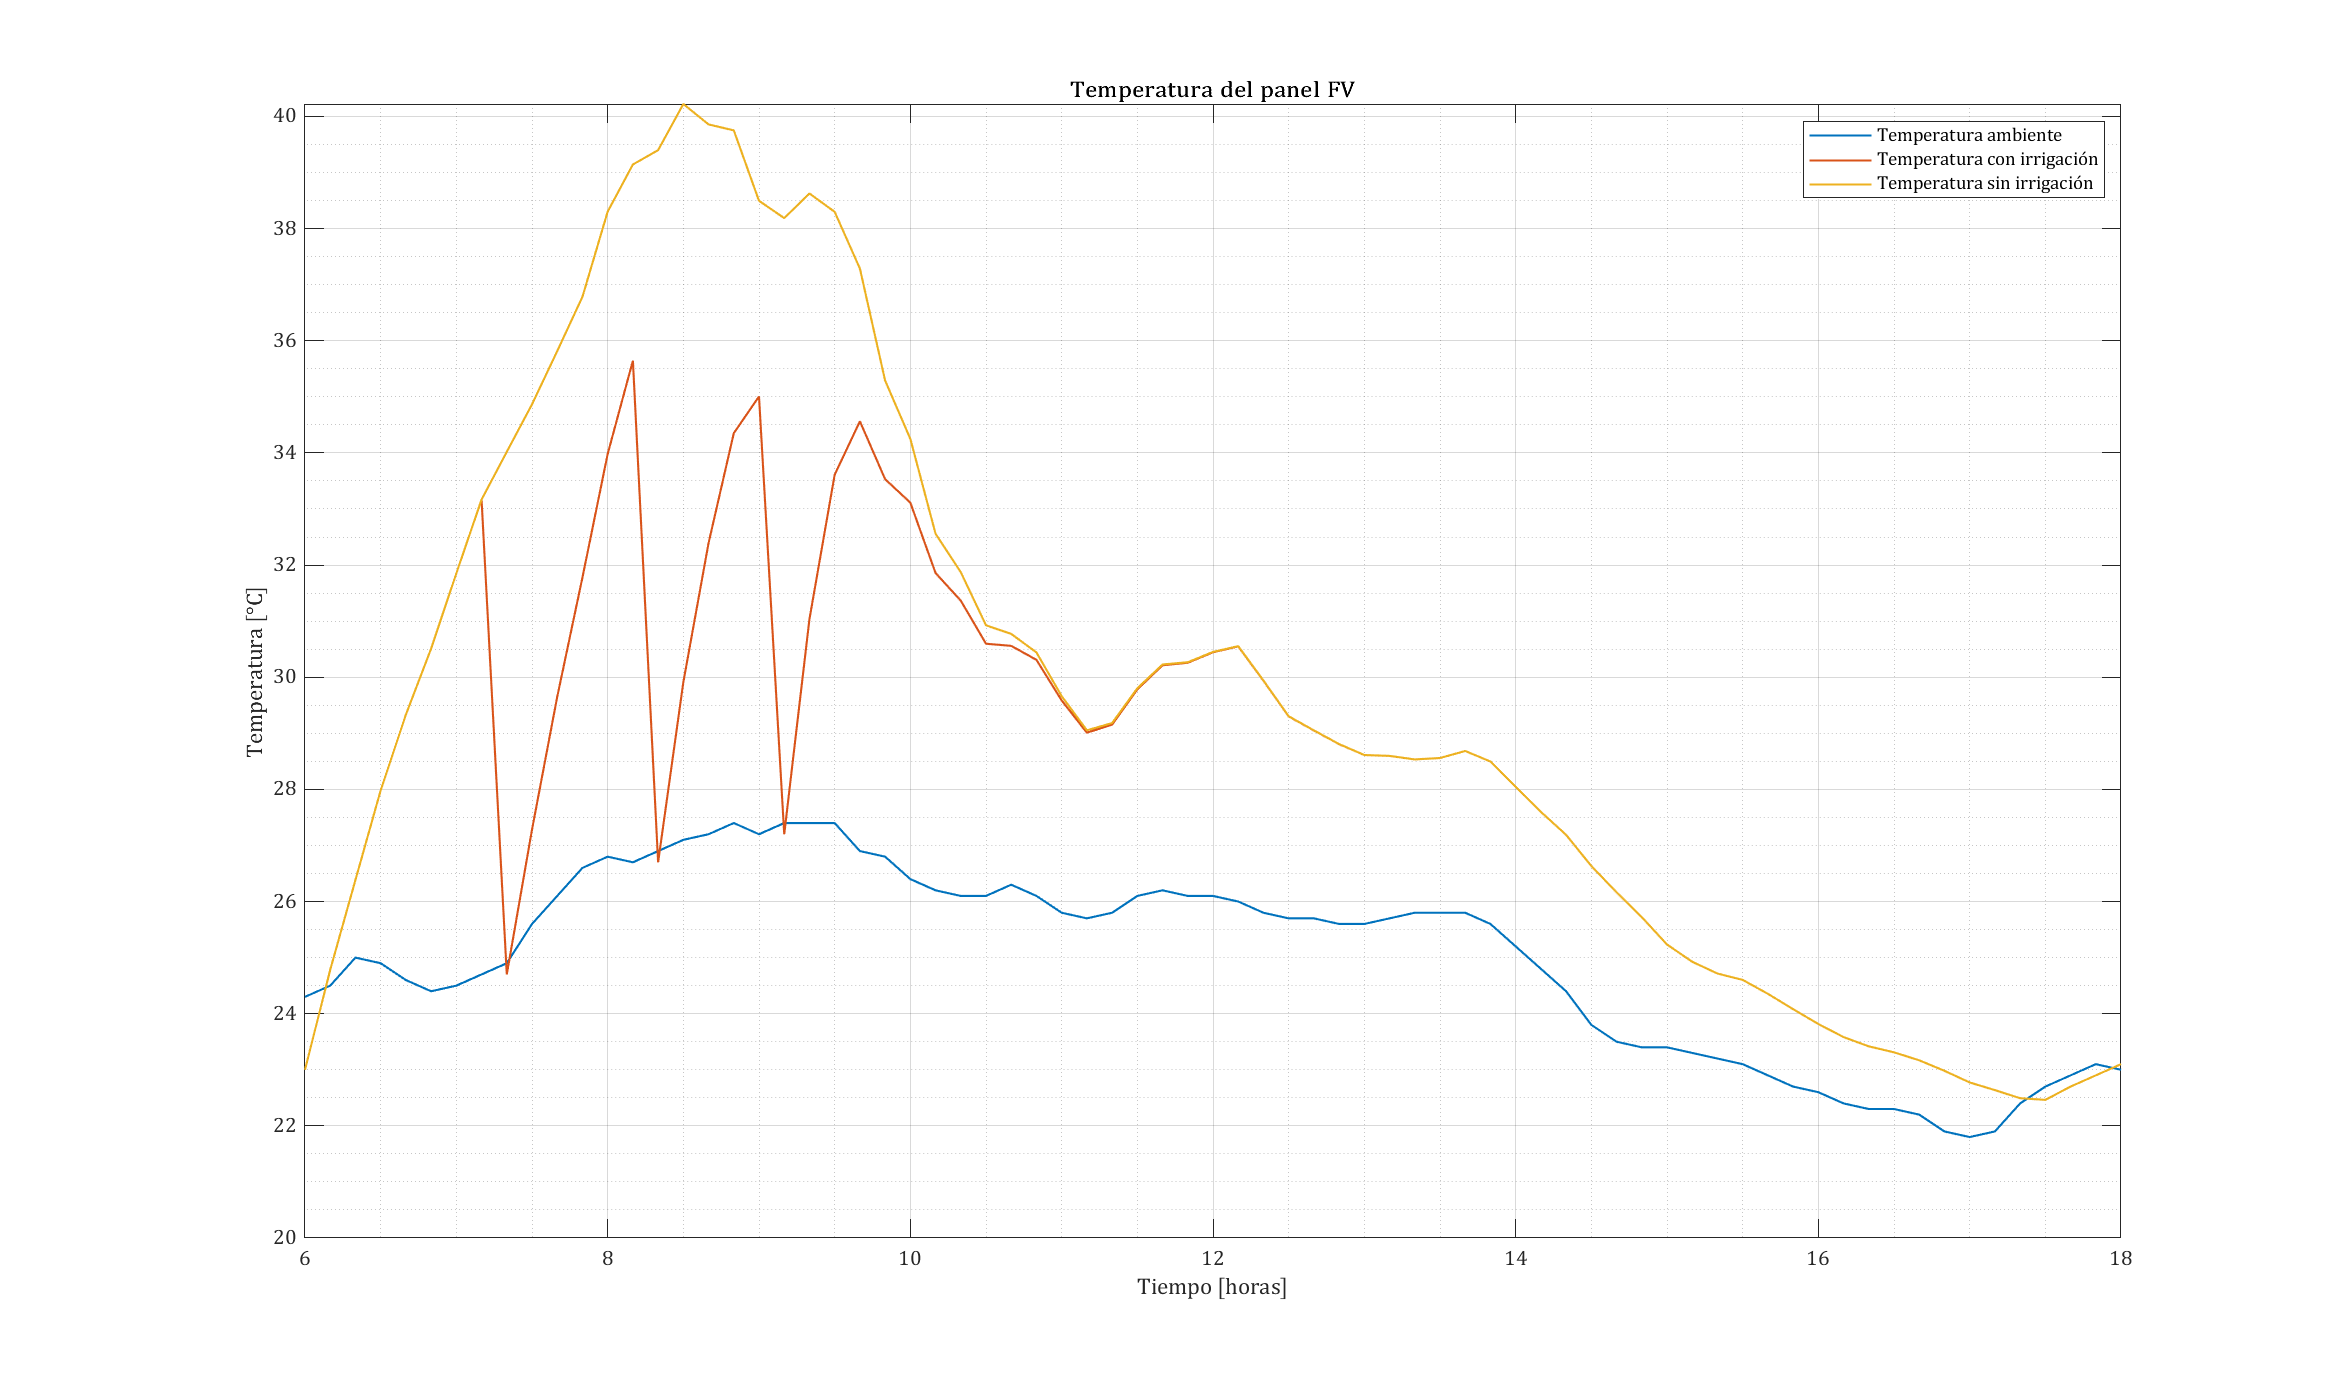 Temperatura del panel FV
Temperatura ambiente
Temperatura con irrigación
Temperatura sin irrigación
Temperatura [°C]
40
38
36
34
32
30
28
26
24
22
20
6 8 10 12 14 16 18
Tiempo [horas]